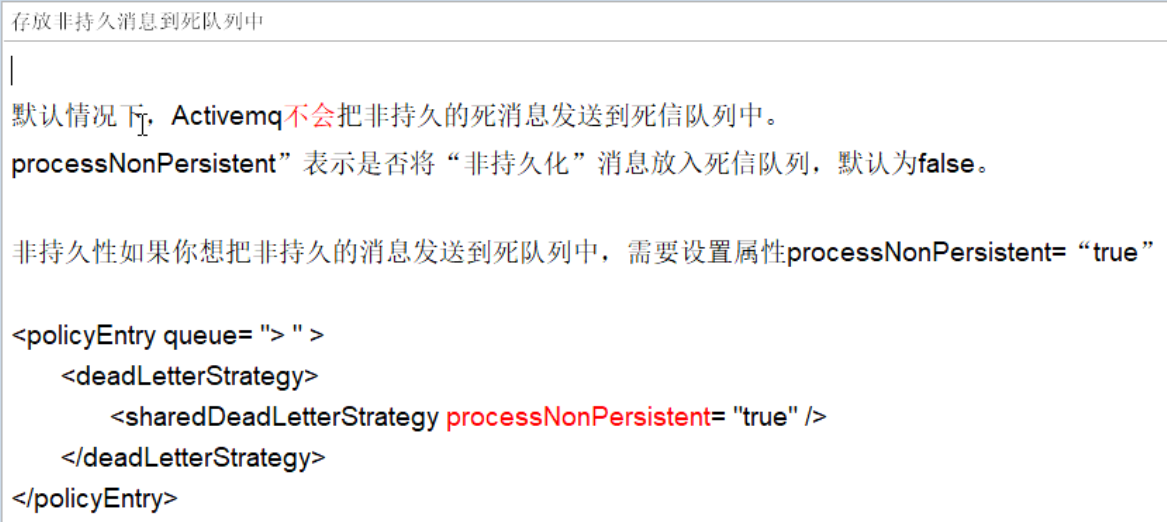 存放非持久消息到死队列中
默认情况下，Activemq不会把非持久的死消息发送到死信队列中。
processNonPersistent”表示是否将“非持久化”消息放入死信队列，默认为false。
非持久性如果你想把非持久的消息发送到死队列中，需要设置属性processNonPersistent=“true”
<policyEntry queue= "> " >
<deadLetterStrategy>
<sharedDeadLetterStrategy processNonPersistent= "true" />
</deadLetterStrategy>
</policyEntry>